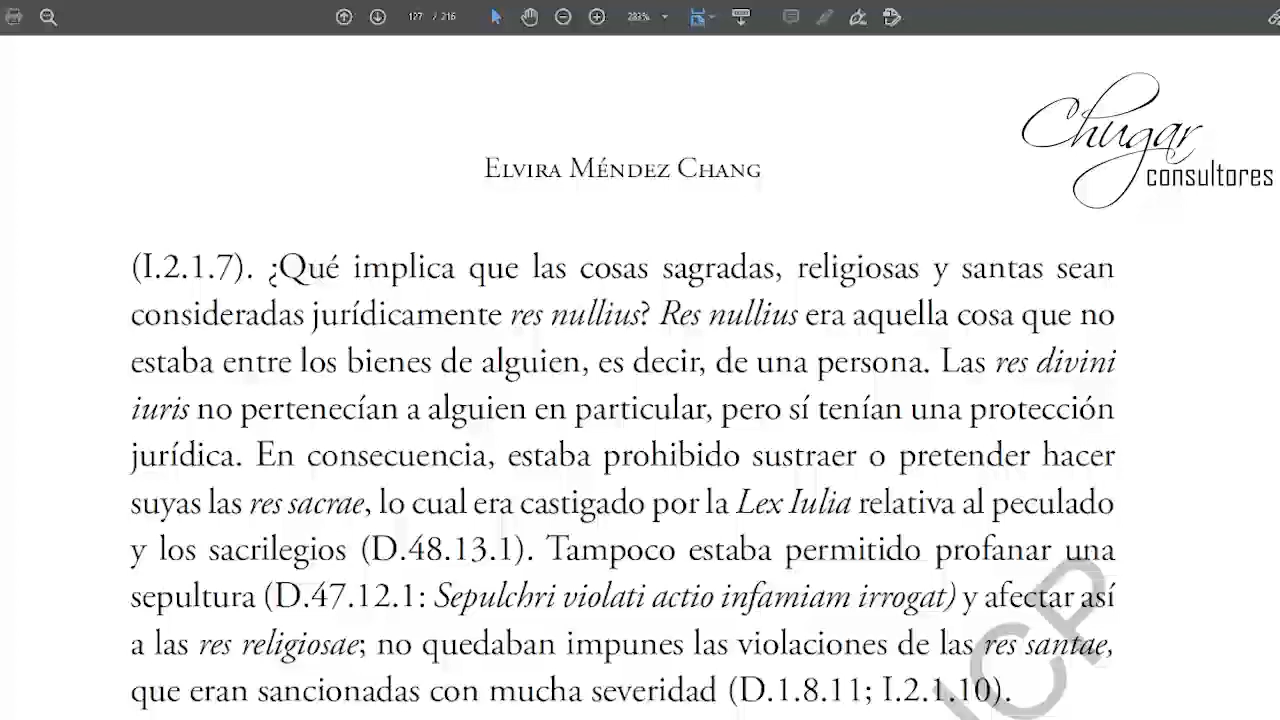 127 / 216
283%
Chugar
consultores
Elvira Méndez Chang
(I.2.1.7). ¿Qué implica que las cosas sagradas, religiosas y santas sean
consideradas jurídicamente res nullius? Res nullius era aquella cosa que no
estaba entre los bienes de alguien, es decir, de una persona. Las res divini
iuris no pertenecían a alguien en particular, pero sí tenían una protección
jurídica. En consecuencia, estaba prohibido sustraer o pretender hacer
suyas las res sacrae, lo cual era castigado por la Lex Iulia relativa al peculado
y los sacrilegios (D.48.13.1). Tampoco estaba permitido profanar una
sepultura (D.47.12.1: Sepulchri violati actio infamiam irrogat) y afectar así
a las res religiosae; no quedaban impunes las violaciones de las res santae,
que eran sancionadas con mucha severidad (D.1.8.11; I.2.1.10).